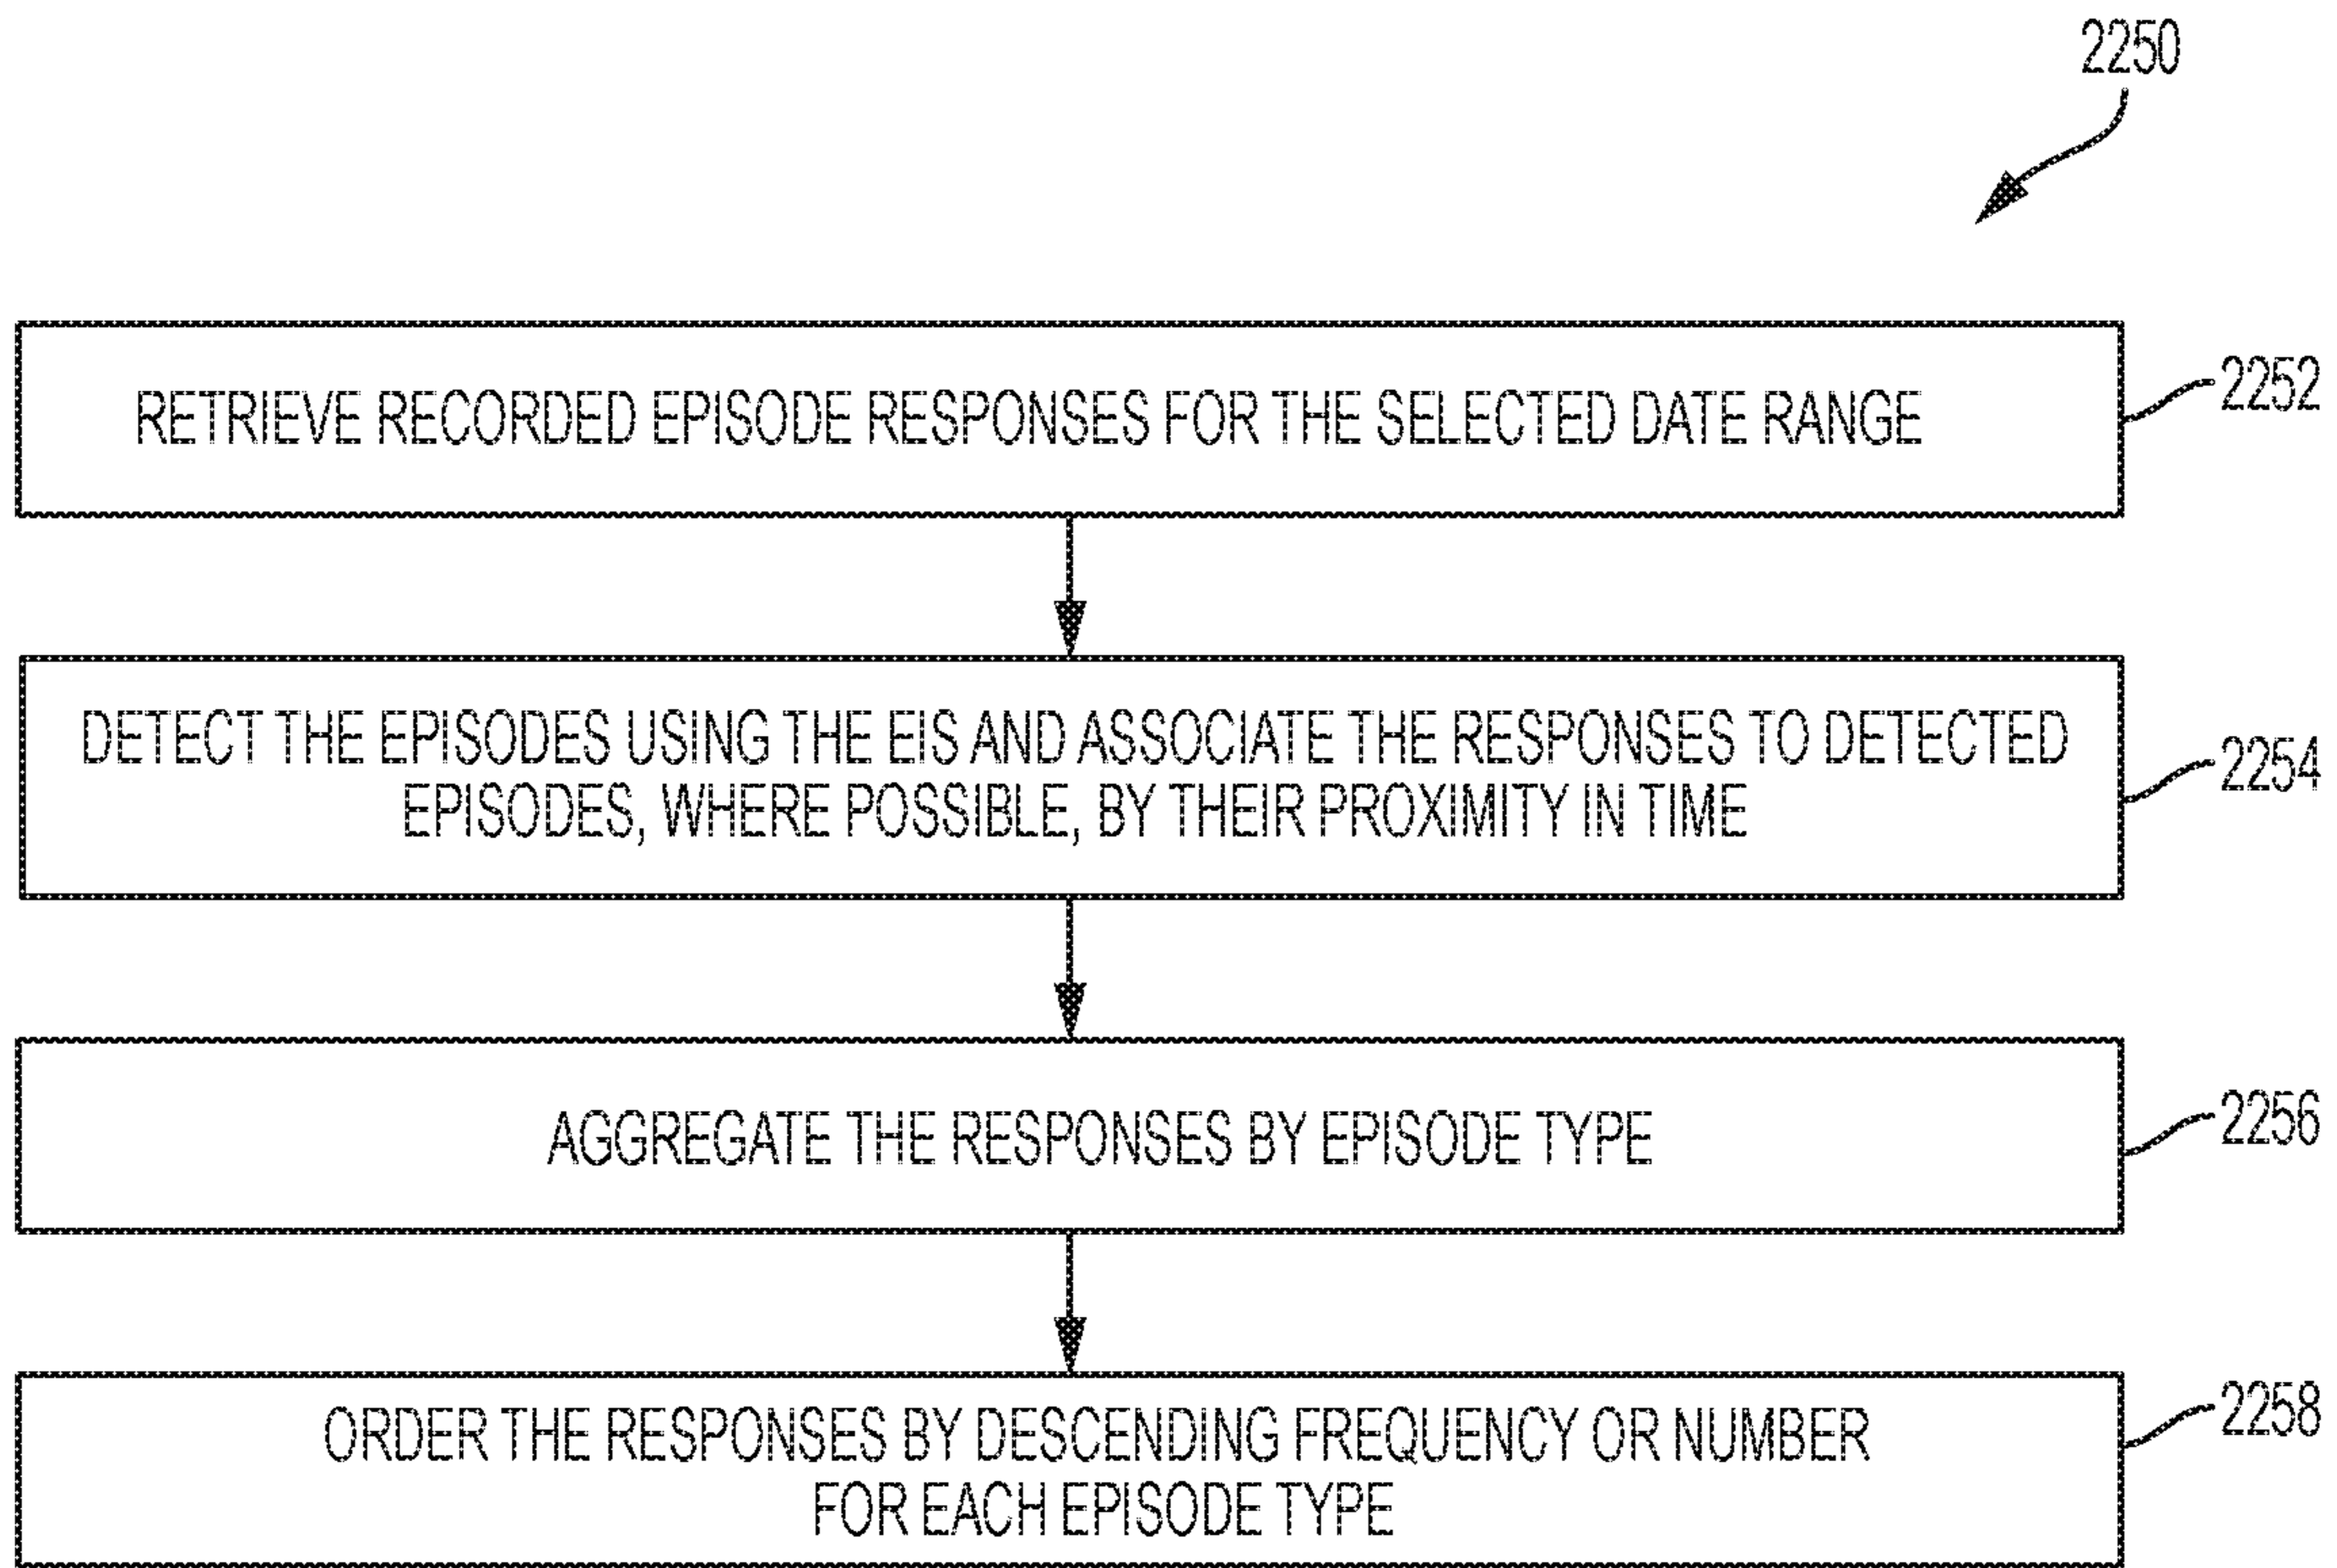 2250
RETRIEVE RECORDED EPISODE RESPONSES FOR THE SELECTED DATE RANGE
2252
DETECT THE EPISODES USING THE EIS AND ASSOCIATE THE RESPONSES TO DETECTED
EPISODES, WHERE POSSIBLE, BY THEIR PROXIMITY IN TIME
2254
AGGREGATE THE RESPONSES BY EPISODE TYPE
2256
ORDER THE RESPONSES BY DESCENDING FREQUENCY OR NUMBER
FOR EACH EPISODE TYPE
2258